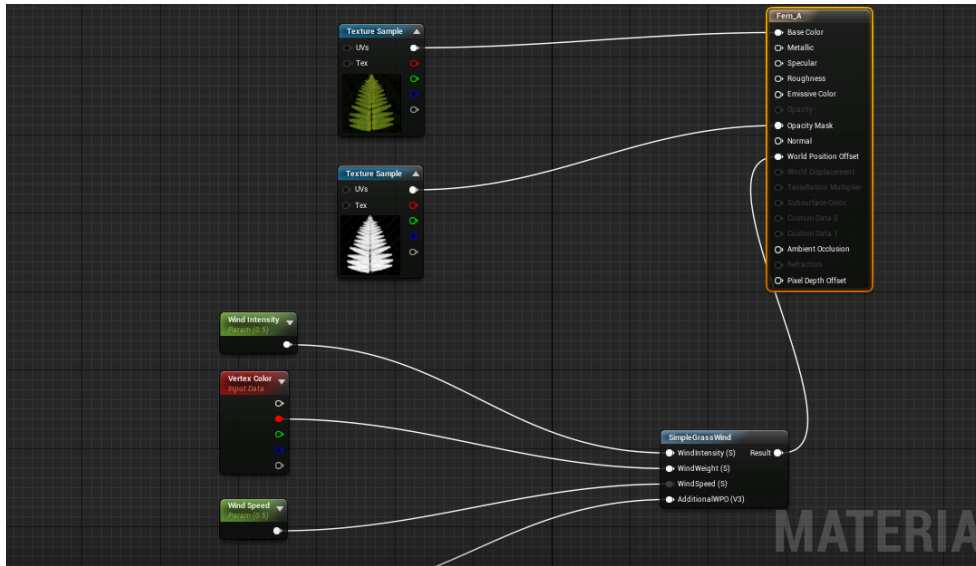 Texture Sample
UVs
Tex
Texture Sample
UVs
Tex
Fern_A
Base Color
Metallic
Specular
Roughness
Emissive Color
Opacity
Opacity Mask
Normal
World Position Offset
World Displacement
Tessellation Multiplier
Subsurface Color
Custom Data 0
Custom Data 1
Ambient Occlusion
Refraction
Pixel Depth Offset
Wind Intensity
Param (0.5)
Vertex Color
Input Data
Wind Speed
Param (0.5)
SimpleGrassWind
WindIntensity (S) Result
WindWeight (S)
WindSpeed (S)
AdditionalWPO (V3)
MATERIA